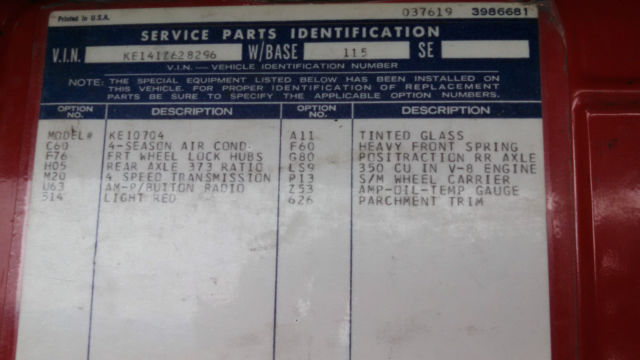 Printed in U.S.A. 037619 3986681
SERVICE PARTS IDENTIFICATION
V.I.N. KE141Z628296 W/BASE 115 SE
V.I.N. — VEHICLE IDENTIFICATION NUMBER
NOTE: THE SPECIAL EQUIPMENT LISTED BELOW HAS BEEN INSTALLED ON
THIS VEHICLE. FOR PROPER IDENTIFICATION OF REPLACEMENT
PARTS BE SURE TO SPECIFY THE APPLICABLE OPTION NUMBERS.
OPTION NO. DESCRIPTION OPTION NO. DESCRIPTION
MODEL# KE10704 A11 TINTED GLASS
C60 4-SEASON AIR COND. F60 HEAVY FRONT SPRING
F76 FRT WHEEL LOCK HUBS G80 POSITRACTION RR AXLE
H05 REAR AXLE 373 RATIO LS9 350 CU IN V-8 ENGINE
M20 4 SPEED TRANSMISSION P13 S/M WHEEL CARRIER
U63 AM-P/BUTTON RADIO Z53 AMP-OIL-TEMP GAUGE
514 LIGHT RED 626 PARCHMENT TRIM